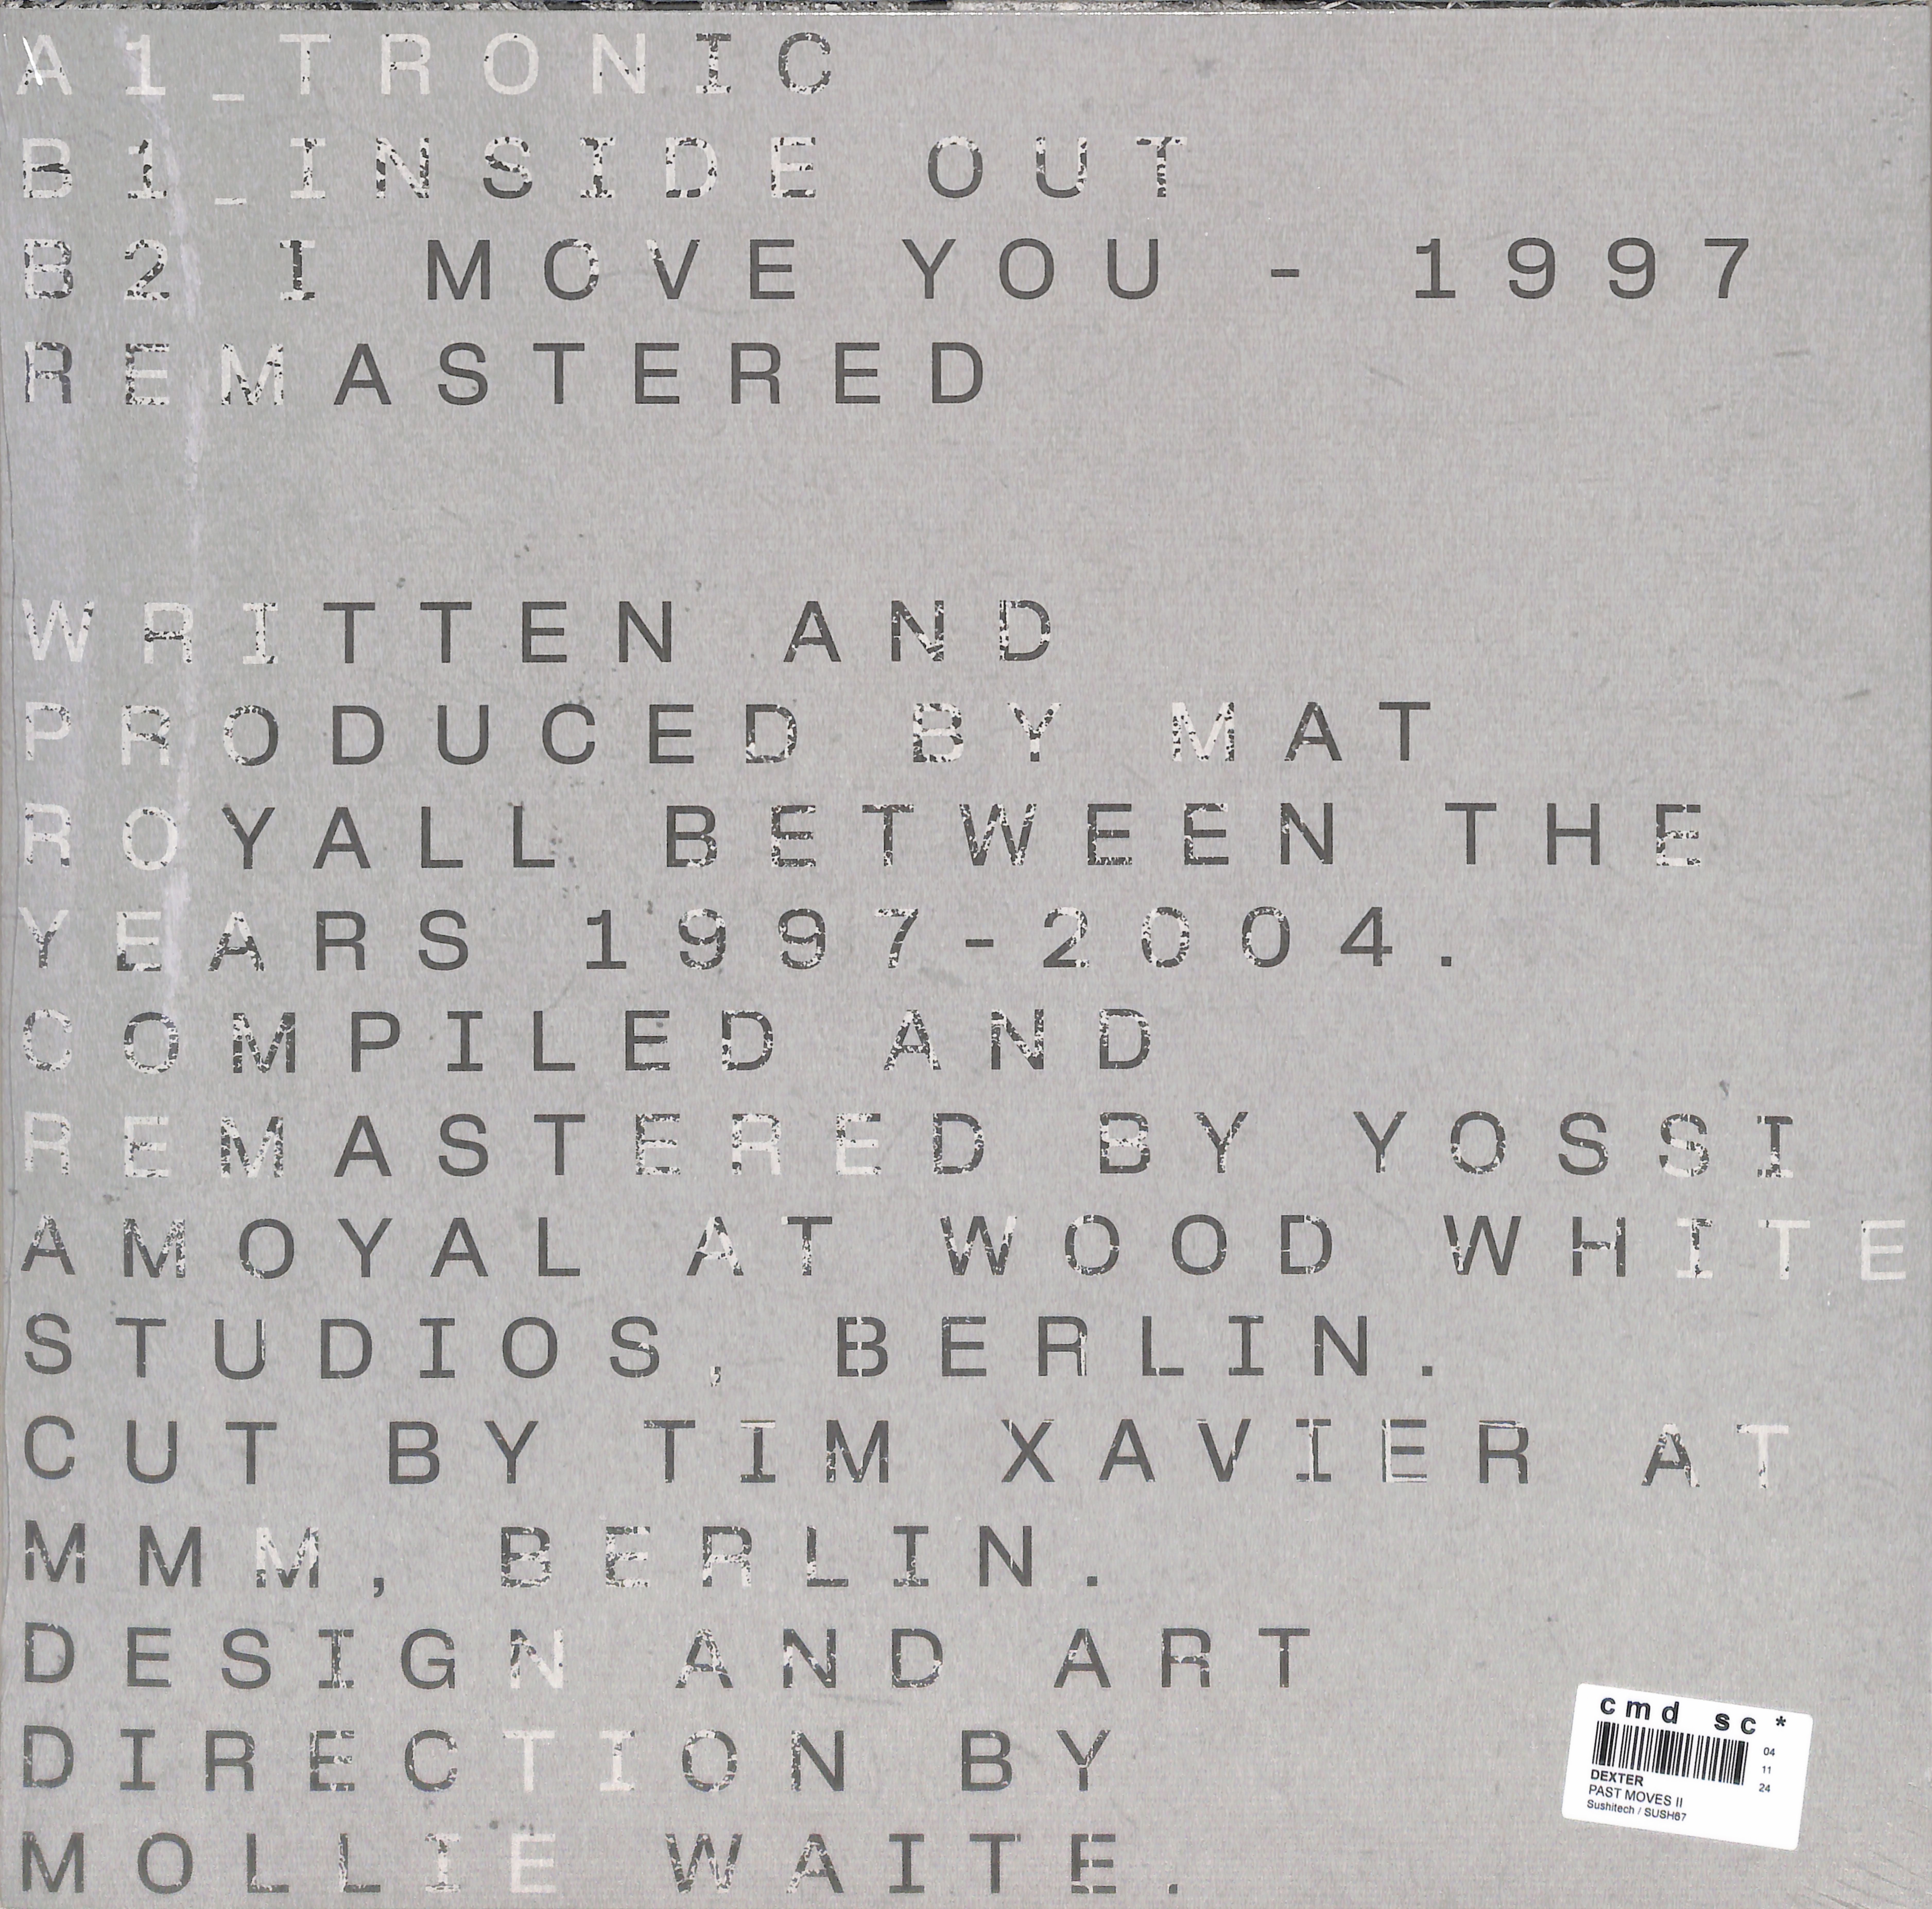 A1_TRONIC
B1_INSIDE OUT
B2 I MOVE YOU - 1997
REMASTERED
WRITTEN AND
PRODUCED BY MAT
ROYALL BETWEEN THE
YEARS 1997-2004.
COMPILED AND
REMASTERED BY YOSSI
AMOYAL AT WOOD WHITE
STUDIOS, BERLIN.
CUT BY TIM XAVIER AT
MMM, BERLIN.
DESIGN AND ART
DIRECTION BY
MOLLIE WAITE.
cmd sc *
04
11
24
DEXTER
PAST MOVES II
Sushitech / SUSH67